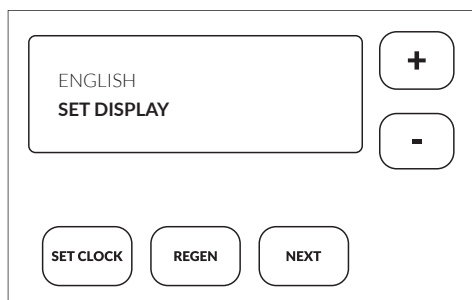 ENGLISH
SET DISPLAY
+
-
SET CLOCK
REGEN
NEXT